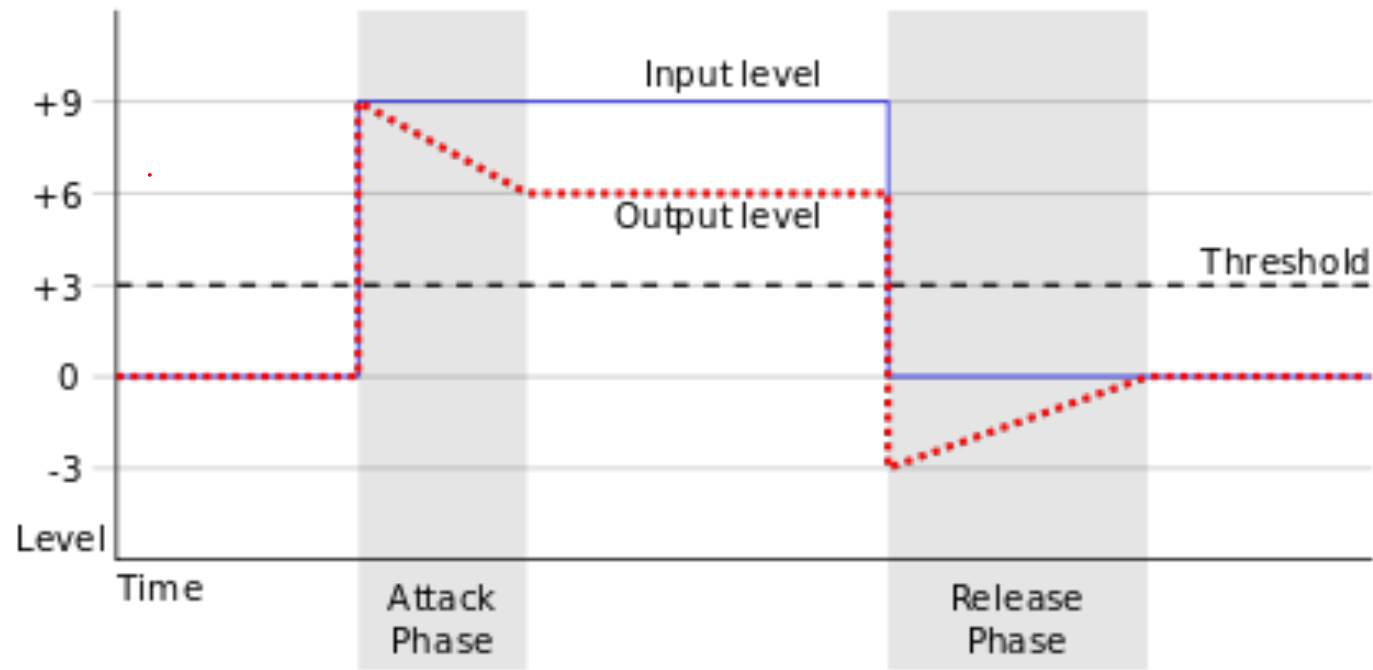 Input level
+9
+6
Output level
Threshold
+3
0
-3
Level
Time
Attack
Phase
Release
Phase